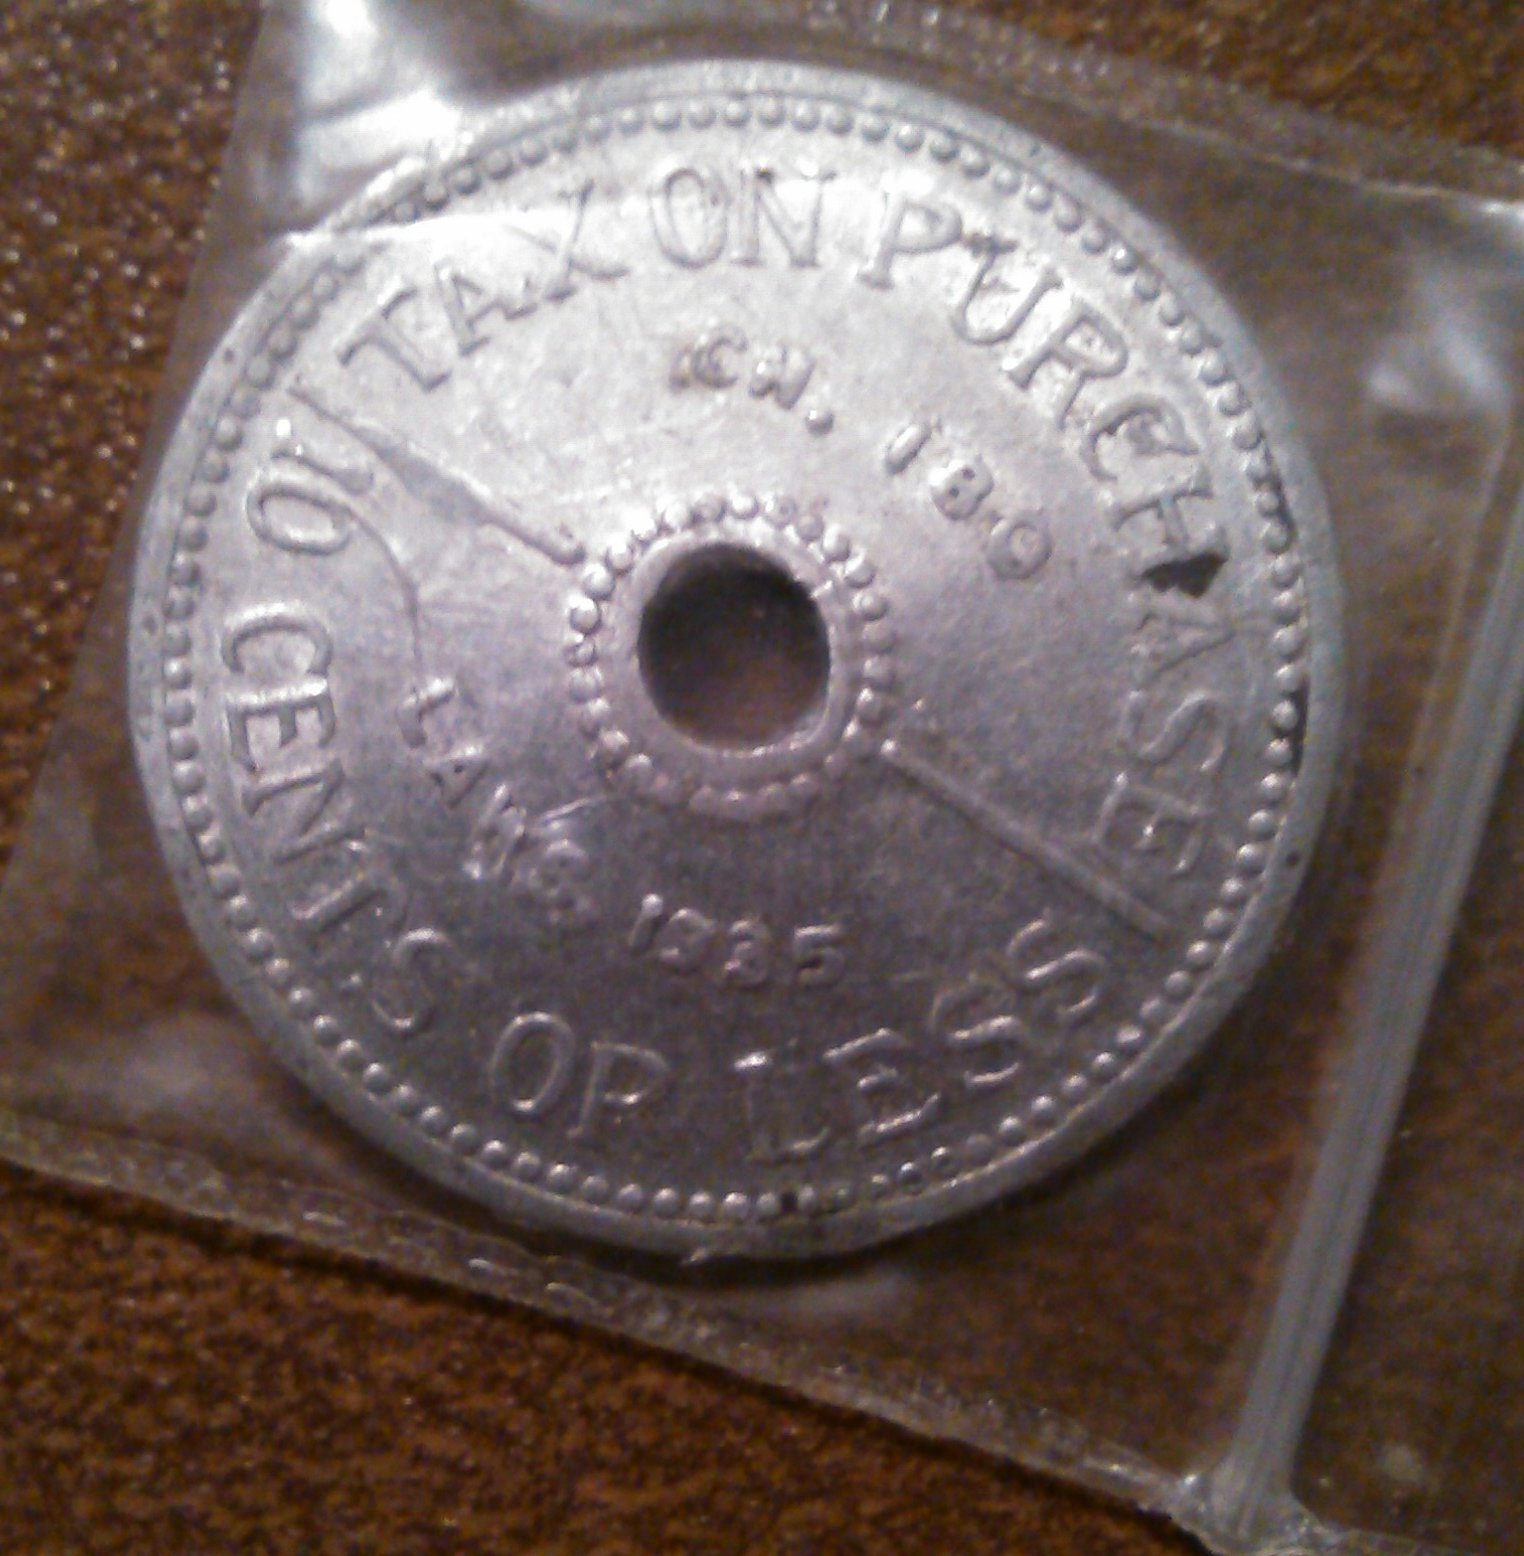 TAX ON PURCHASE
CH. 180
LAWS 1935
10 CENTS OR LESS